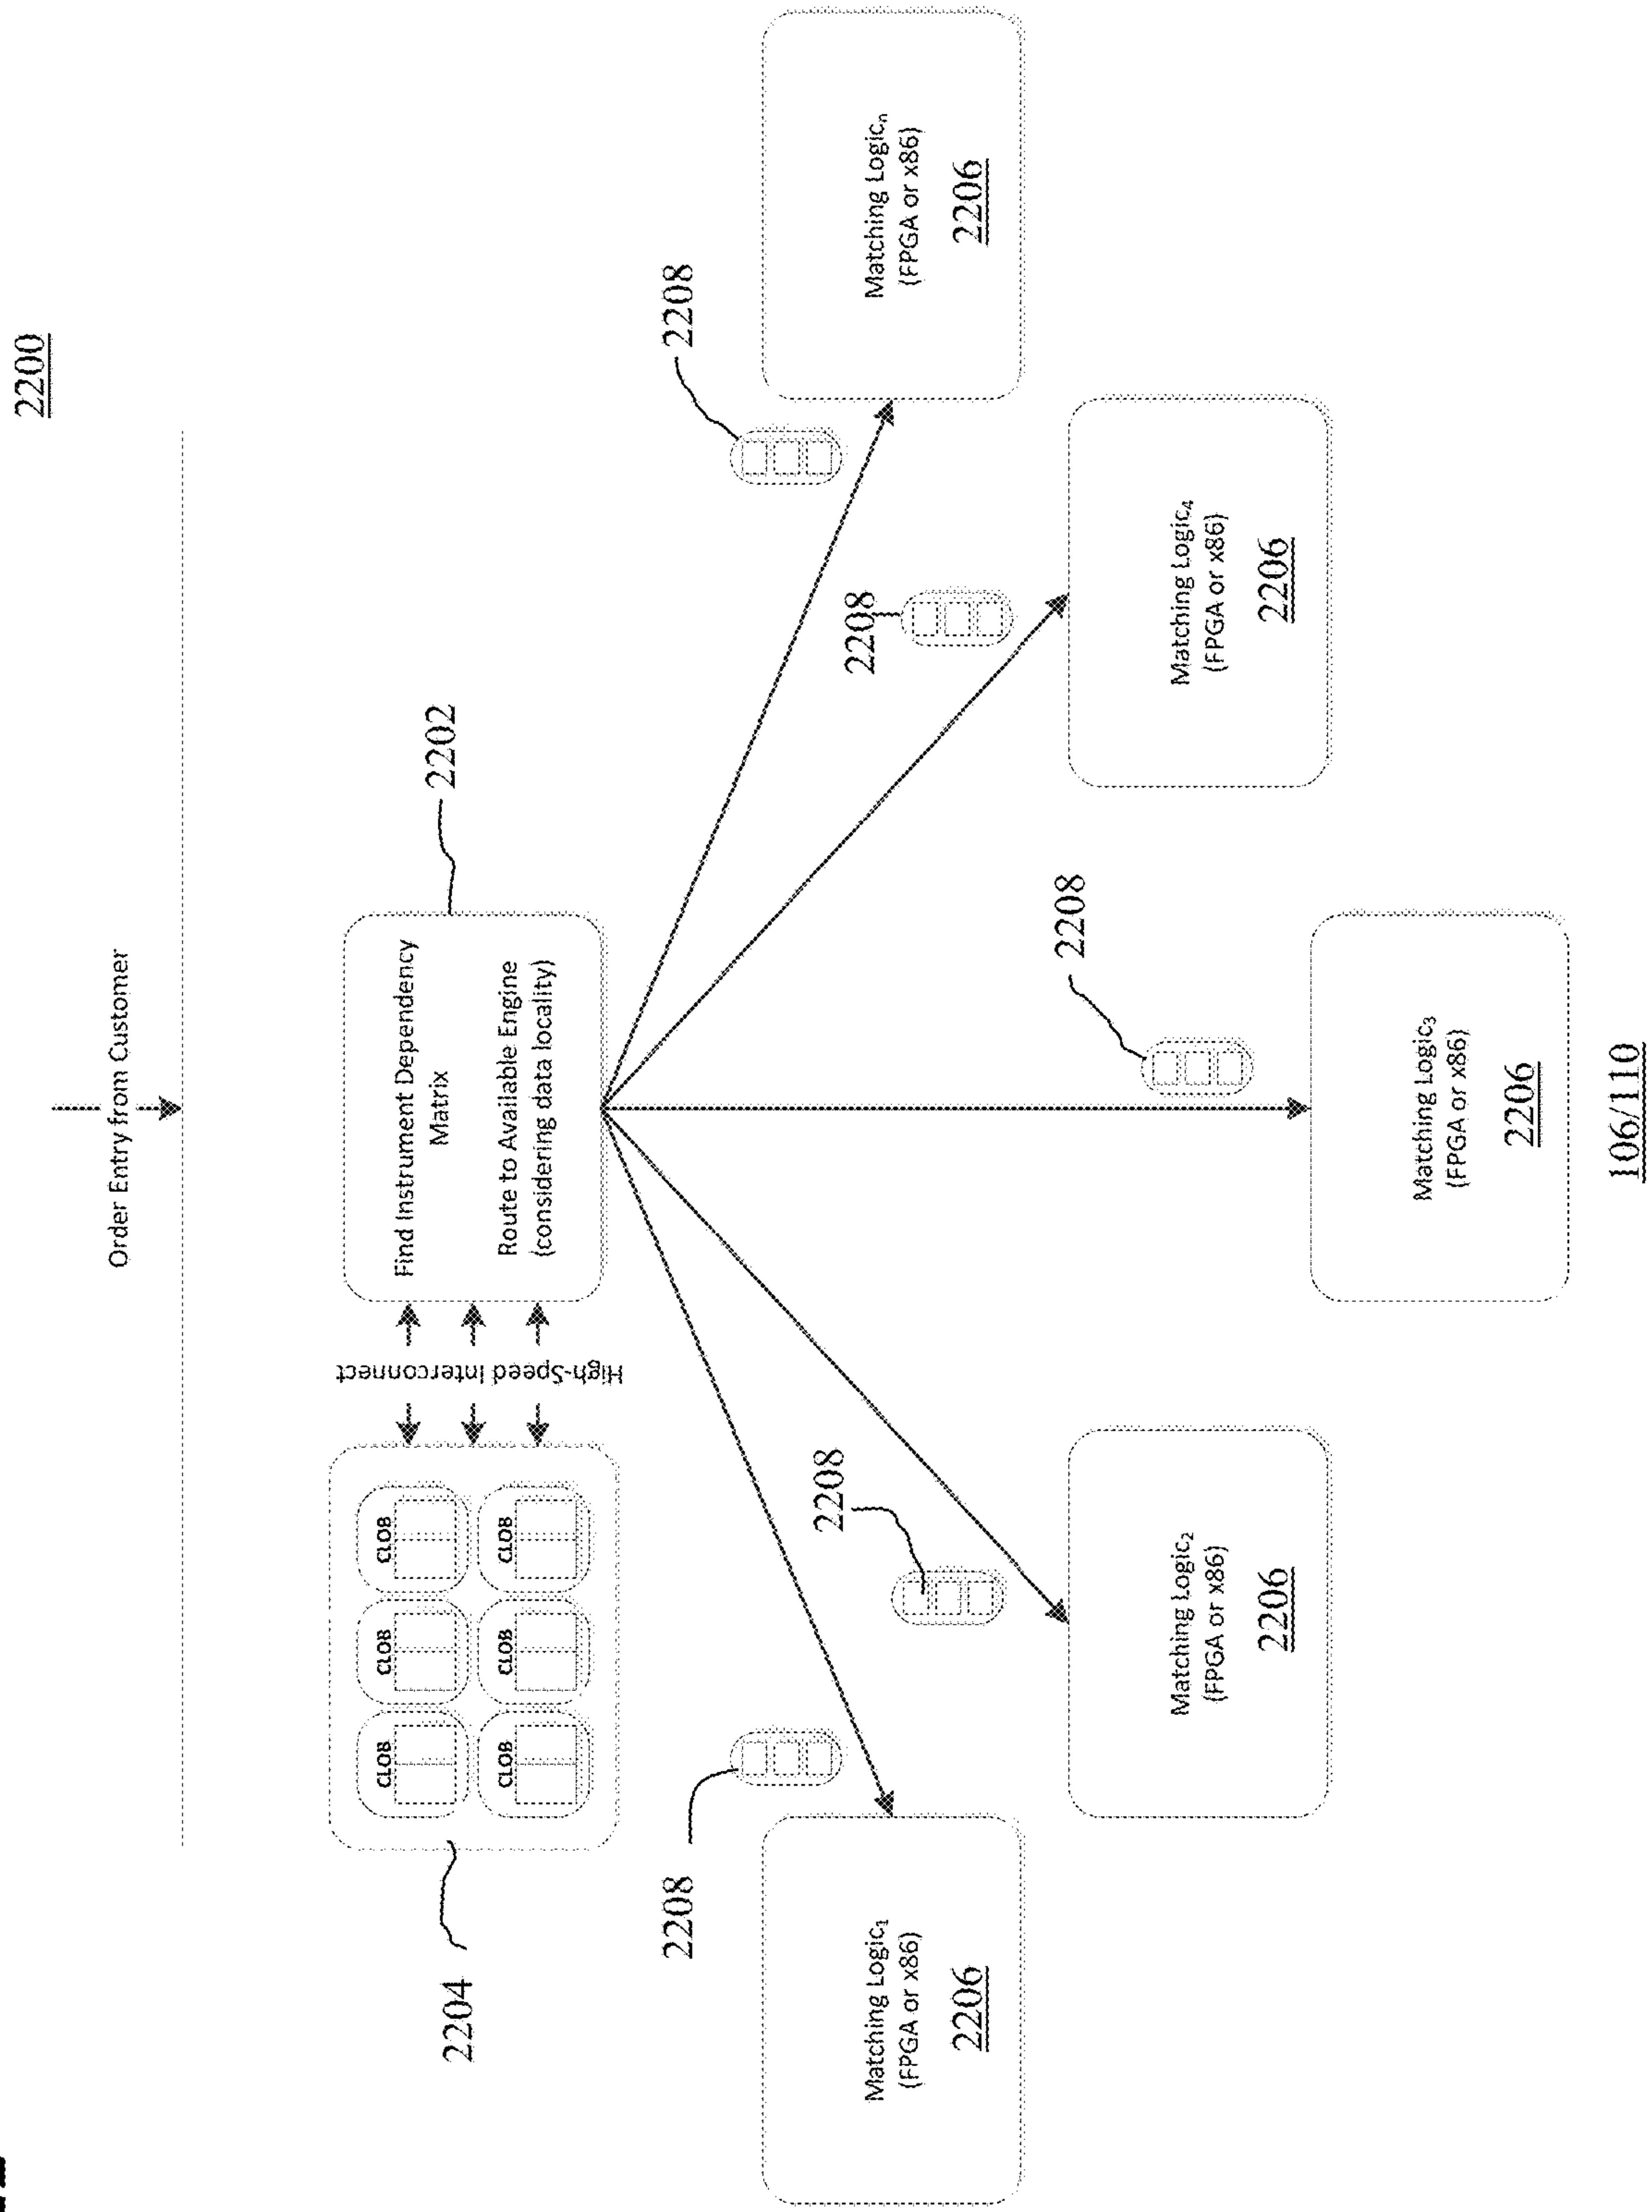 2200
Order Entry from Customer
2202
Find Instrument Dependency
Matrix
Route to Available Engine
(considering data locality)
High-Speed Interconnect
CLOB CLOB CLOB
CLOB CLOB CLOB
2204
2208
2208
2208
2208
2208
Matching Logic₁
(FPGA or x86)
2206
Matching Logic₂
(FPGA or x86)
2206
Matching Logic₃
(FPGA or x86)
2206
Matching Logic₄
(FPGA or x86)
2206
Matching Logicₙ
(FPGA or x86)
2206
106/110